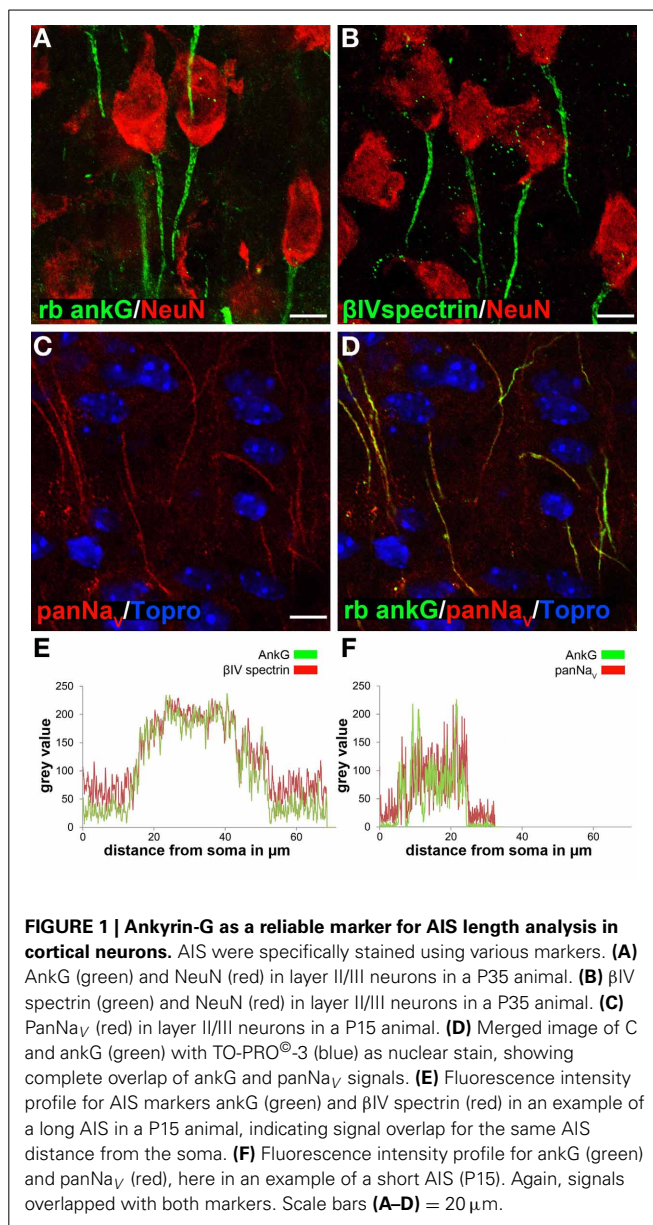 A
B
rb ankG/NeuN
βIVspectrin/NeuN
C
D
panNaᵥ/Topro
rb ankG/panNaᵥ/Topro
E
AnkG
βIV spectrin
250
200
150
100
50
0
grey value
0 20 40 60
distance from soma in µm
F
AnkG
panNaᵥ
250
200
150
100
50
0
grey value
0 20 40 60
distance from soma in µm
FIGURE 1 | Ankyrin-G as a reliable marker for AIS length analysis in
cortical neurons. AIS were specifically stained using various markers. (A)
AnkG (green) and NeuN (red) in layer II/III neurons in a P35 animal. (B) βIV
spectrin (green) and NeuN (red) in layer II/III neurons in a P35 animal. (C)
PanNaV (red) in layer II/III neurons in a P15 animal. (D) Merged image of C
and ankG (green) with TO-PRO©-3 (blue) as nuclear stain, showing
complete overlap of ankG and panNaV signals. (E) Fluorescence intensity
profile for AIS markers ankG (green) and βIV spectrin (red) in an example of
a long AIS in a P15 animal, indicating signal overlap for the same AIS
distance from the soma. (F) Fluorescence intensity profile for ankG (green)
and panNaV (red), here in an example of a short AIS (P15). Again, signals
overlapped with both markers. Scale bars (A–D) = 20 µm.